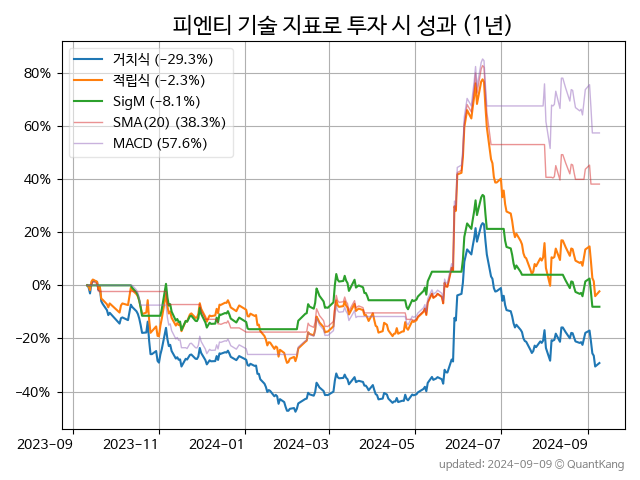 피엔티 기술 지표로 투자 시 성과 (1년)
거치식 (−29.3%)
적립식 (−2.3%)
SigM (−8.1%)
SMA(20) (38.3%)
MACD (57.6%)
80%
60%
40%
20%
0%
−20%
−40%
2023-09 2023-11 2024-01 2024-03 2024-05 2024-07 2024-09
updated: 2024-09-09 © QuantKang